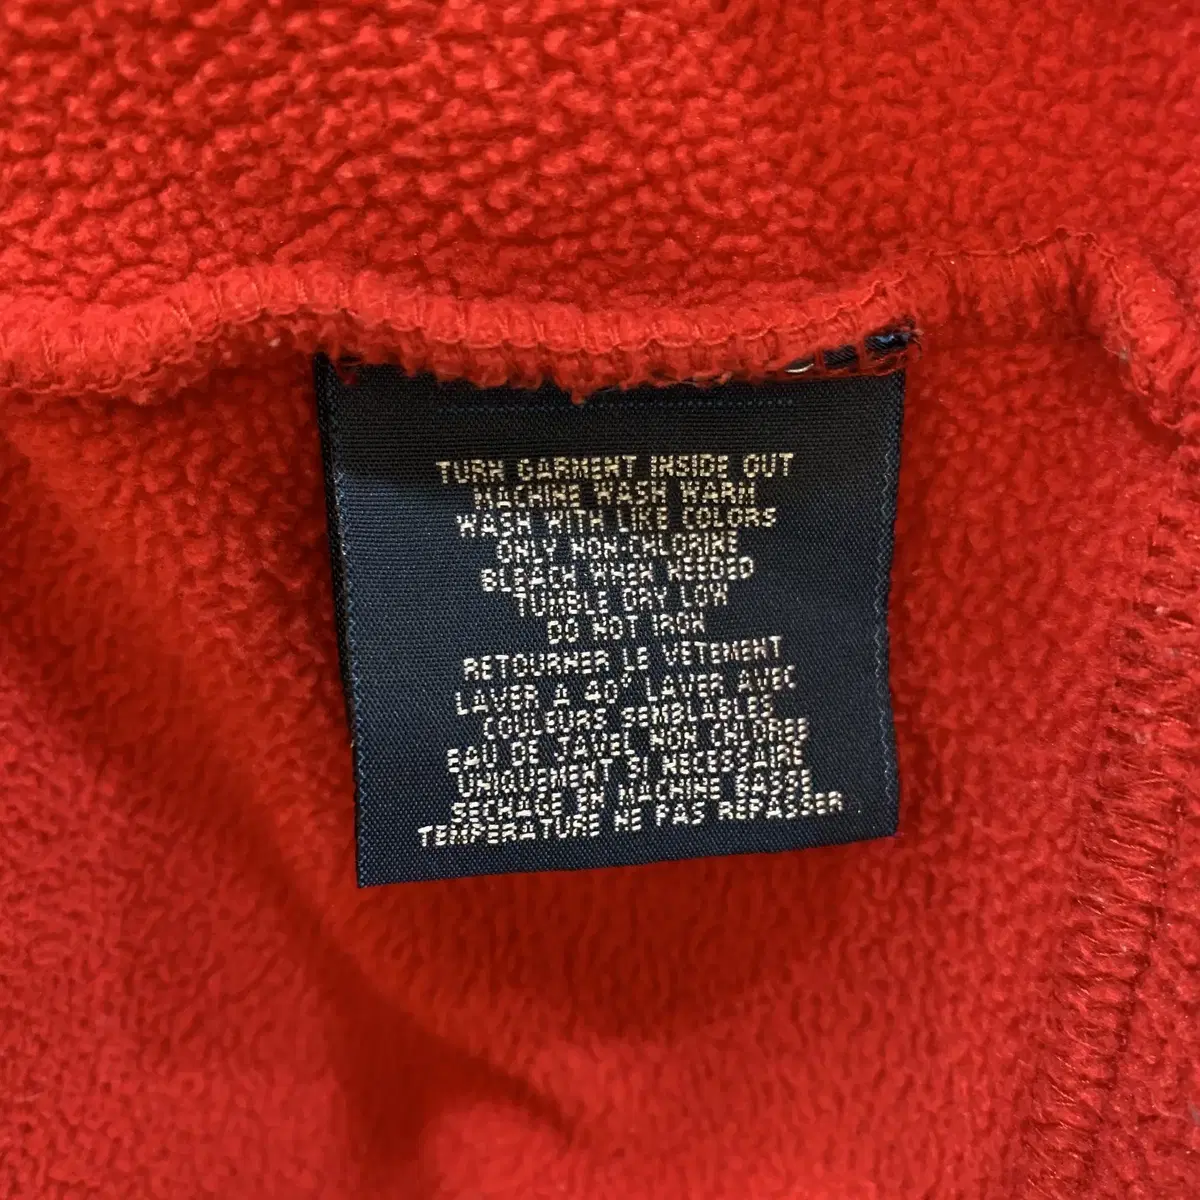 TURN GARMENT INSIDE OUT
MACHINE WASH WARM
WASH WITH LIKE COLORS
ONLY NON-CHLORINE
BLEACH WHEN NEEDED
TUMBLE DRY LOW
DO NOT IRON
RETOURNER LE VETEMENT
LAVER A 40° LAVER AVEC
COULEURS SEMBLABLES
EAU DE JAVEL NON CHLOREE
UNIQUEMENT SI NECESSAIRE
SECHAGE EN MACHINE BASSE
TEMPERATURE NE PAS REPASSER